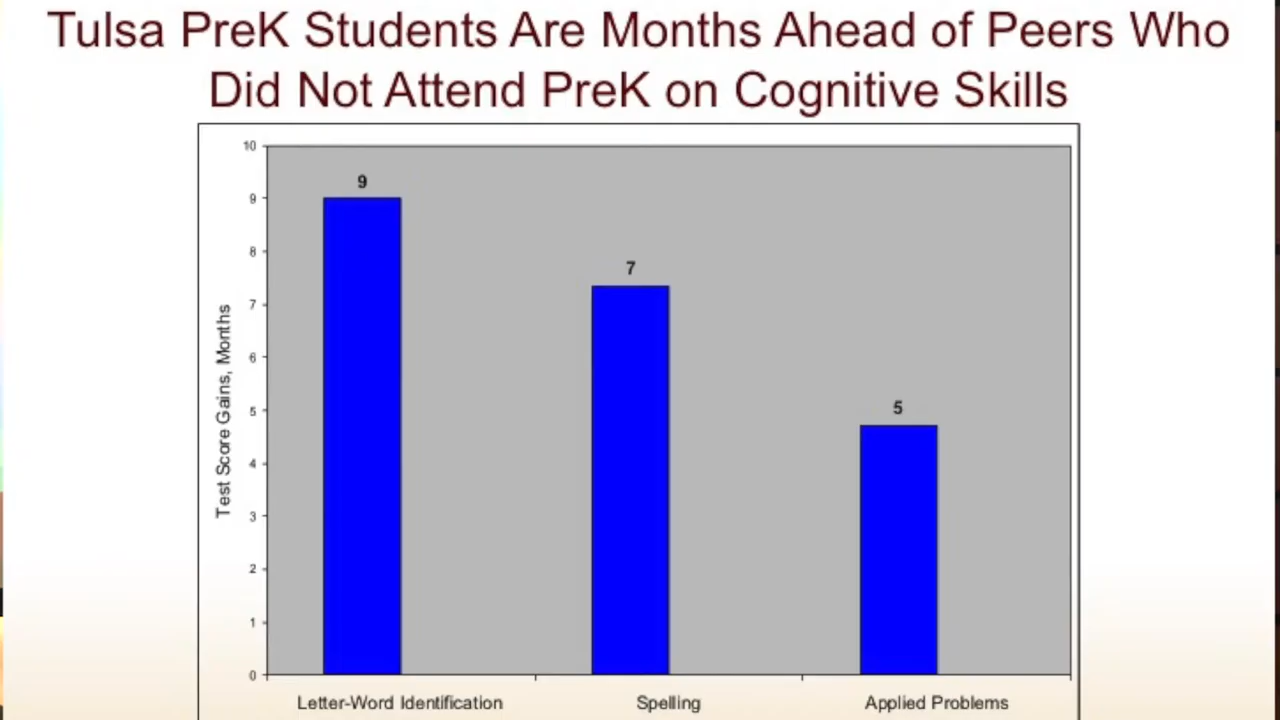 Tulsa PreK Students Are Months Ahead of Peers Who
Did Not Attend PreK on Cognitive Skills
10
9
8
7
6
5
4
3
2
1
0
Test Score Gains, Months
9
7
5
Letter-Word Identification
Spelling
Applied Problems